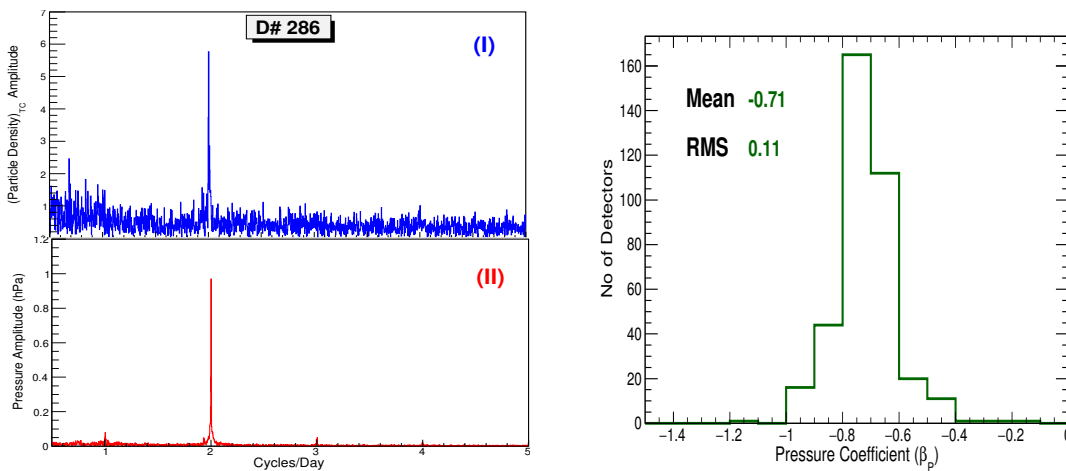 D# 286
(I)
(Particle Density)TC Amplitude
7
6
5
4
3
2
1
(II)
Pressure Amplitude (hPa)
1.2
1
0.8
0.6
0.4
0.2
0
1 2 3 4 5
Cycles/Day
Mean -0.71
RMS 0.11
No of Detectors
160
140
120
100
80
60
40
20
0
−1.4 −1.2 −1 −0.8 −0.6 −0.4 −0.2 0
Pressure Coefficient (βP)